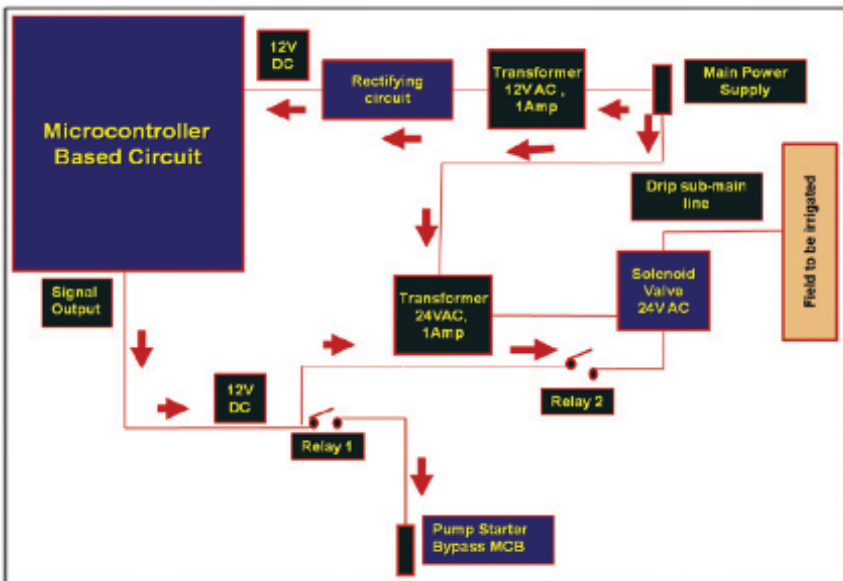 12V
DC
Rectifying
circuit
Transformer
12V AC ,
1Amp
Main Power
Supply
Microcontroller
Based Circuit
Drip sub-main
line
Field to be irrigated
Signal
Output
Transformer
24VAC,
1Amp
Solenoid
Valve
24V AC
12V
DC
Relay 2
Relay 1
Pump Starter
Bypass MCB